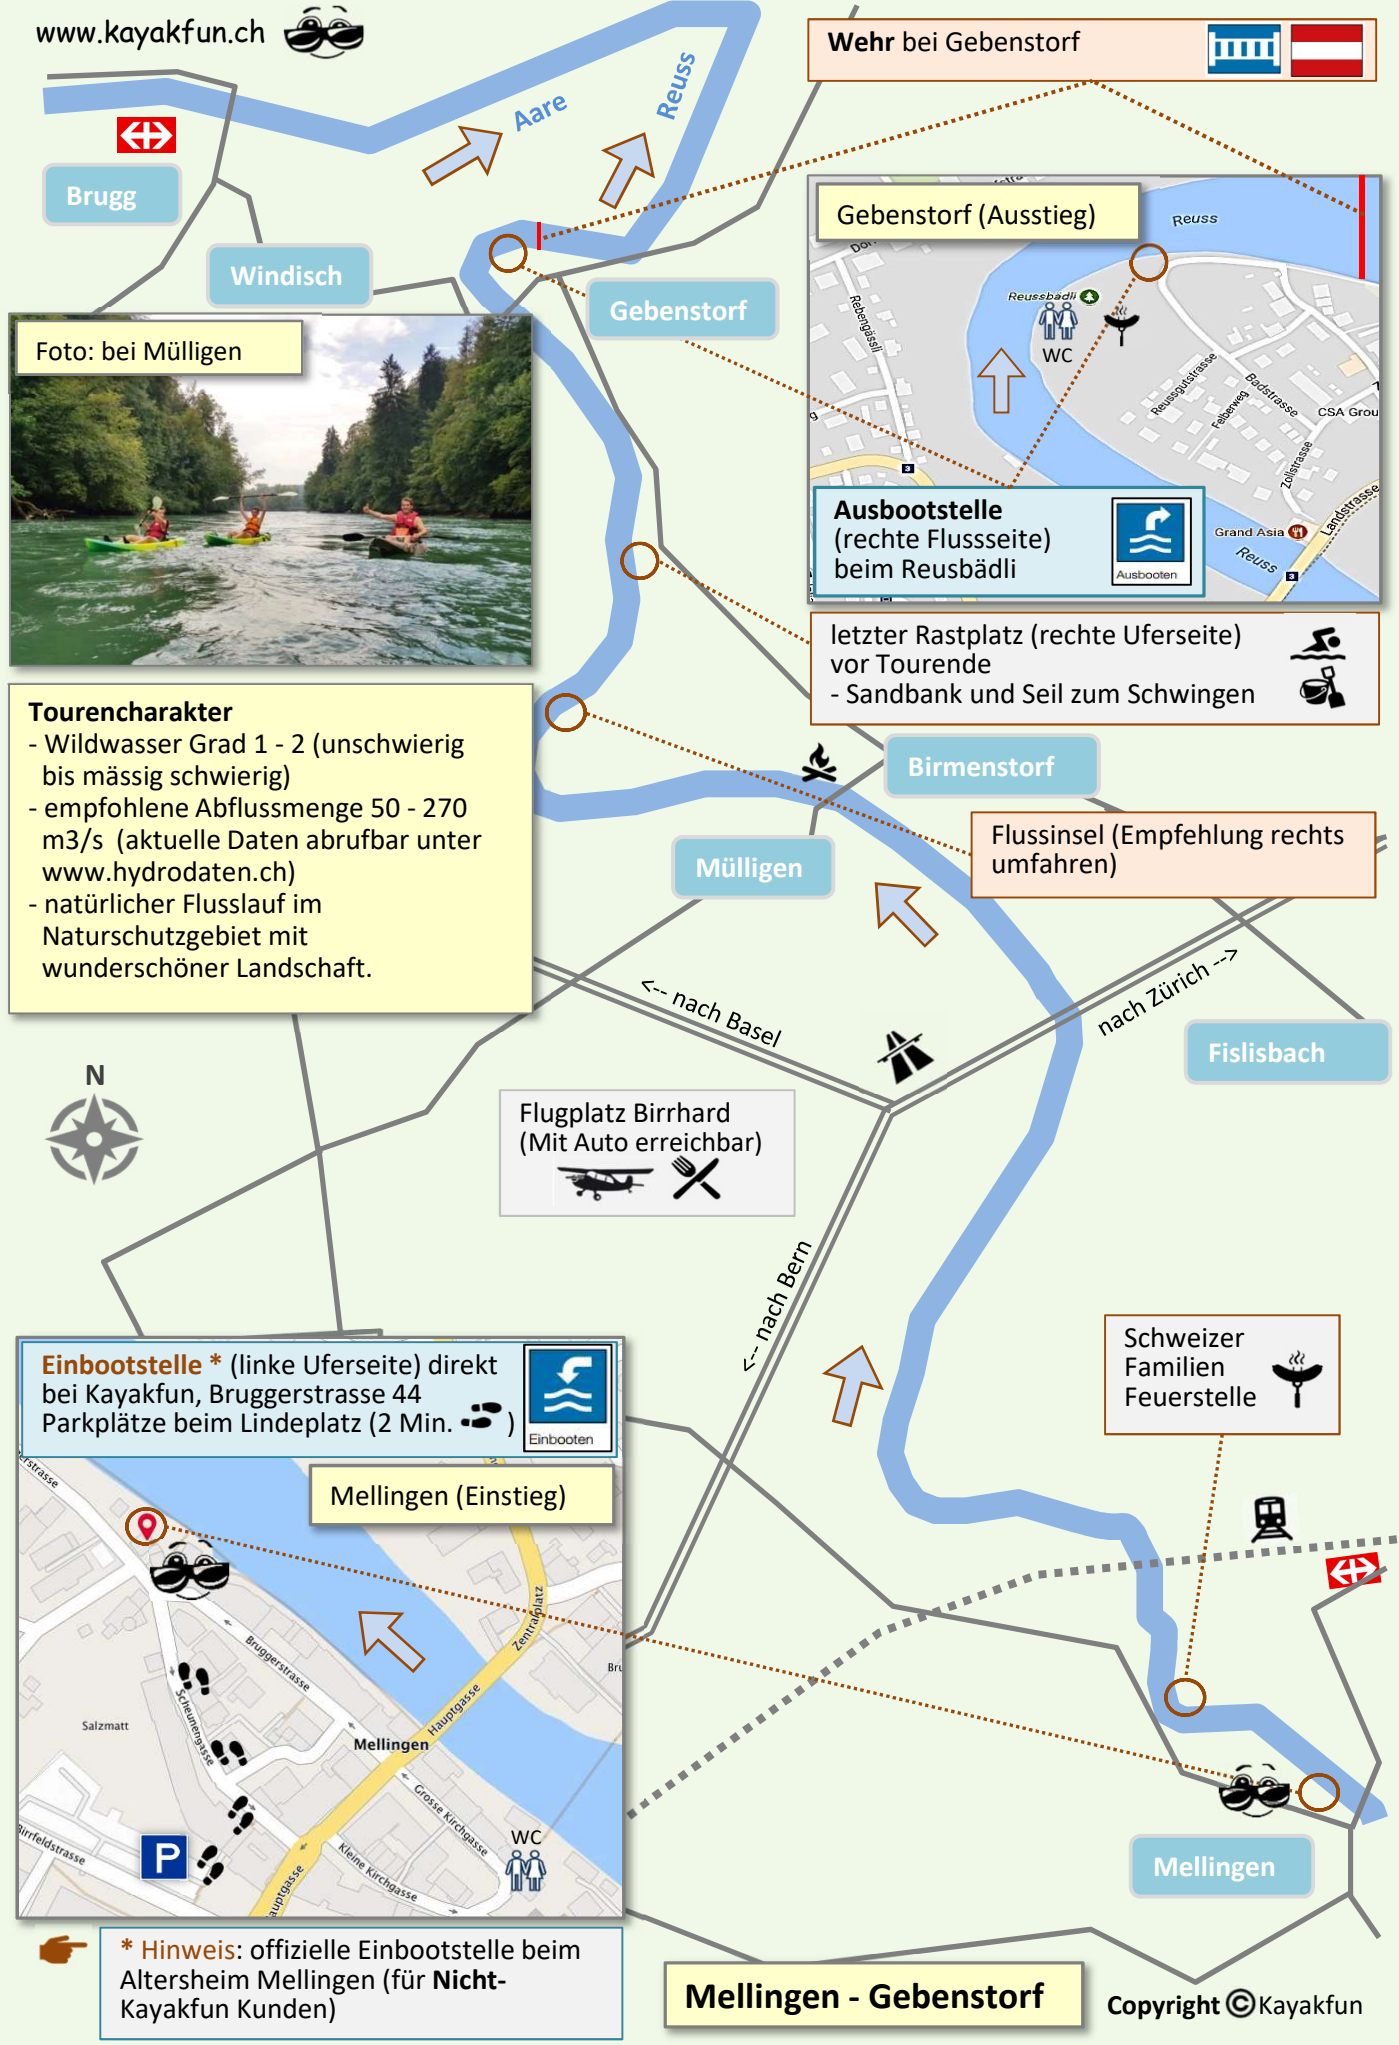 www.kayakfun.ch
Wehr bei Gebenstorf
Aare
Reuss
Brugg
Windisch
Gebenstorf
Gebenstorf (Ausstieg)
Reuss
Rebengässli
Reussbädli
WC
Reussgutstrasse
Badstrasse
Felberweg
CSA Grou
Zollstrasse
Landstrasse
Grand Asia
Reuss
3
3
Ausbootstelle
(rechte Flussseite)
beim Reusbädli
Ausbooten
Foto: bei Mülligen
letzter Rastplatz (rechte Uferseite)
vor Tourende
- Sandbank und Seil zum Schwingen
Tourencharakter
- Wildwasser Grad 1 - 2 (unschwierig
bis mässig schwierig)
- empfohlene Abflussmenge 50 - 270
m3/s (aktuelle Daten abrufbar unter
www.hydrodaten.ch)
- natürlicher Flusslauf im
Naturschutzgebiet mit
wunderschöner Landschaft.
Birmenstorf
Flussinsel (Empfehlung rechts
umfahren)
Mülligen
<-- nach Basel
nach Zürich -->
Fislisbach
N
Flugplatz Birrhard
(Mit Auto erreichbar)
<-- nach Bern
Schweizer
Familien
Feuerstelle
Einbootstelle * (linke Uferseite) direkt
bei Kayakfun, Bruggerstrasse 44
Parkplätze beim Lindeplatz (2 Min. )
Einbooten
Mellingen (Einstieg)
erstrasse
Zentralplatz
Bruggerstrasse
Bru
Scheunengasse
Hauptgasse
Salzmatt
Mellingen
Grosse Kirchgasse
Birrfeldstrasse
P
Kleine Kirchgasse
WC
auptgasse
Mellingen
* Hinweis: offizielle Einbootstelle beim
Altersheim Mellingen (für Nicht-
Kayakfun Kunden)
Mellingen - Gebenstorf
Copyright © Kayakfun